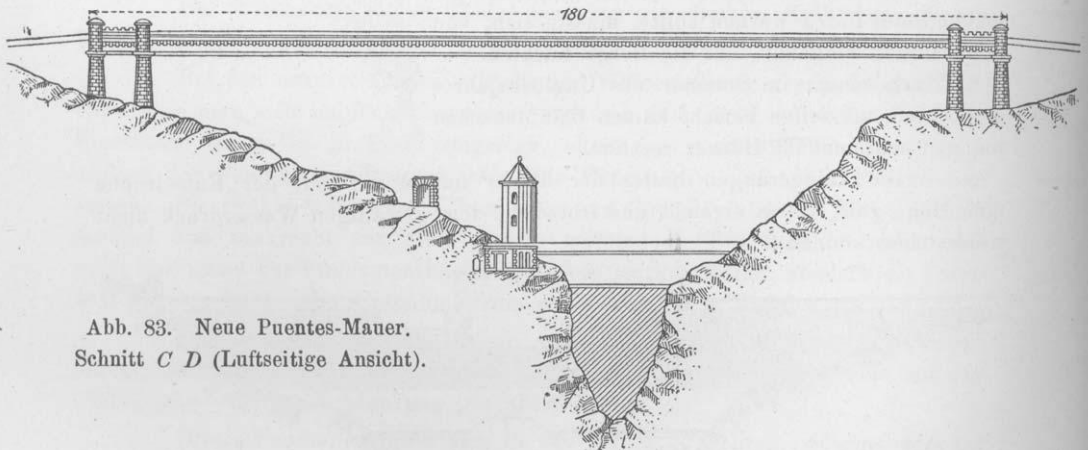 180
Abb. 83. Neue Puentes-Mauer.
Schnitt C D (Luftseitige Ansicht).